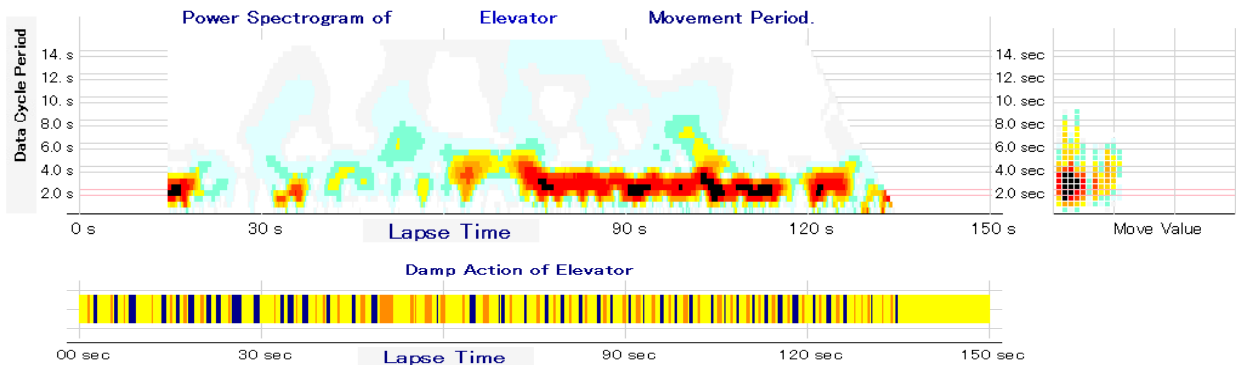 Power Spectrogram of Elevator Movement Period.
Data Cycle Period
14. s
12. s
10. s
8.0 s
6.0 s
4.0 s
2.0 s
14. sec
12. sec
10. sec
8.0 sec
6.0 sec
4.0 sec
2.0 sec
0 s 30 s Lapse Time 90 s 120 s 150 s
Move Value
Damp Action of Elevator
00 sec 30 sec Lapse Time 90 sec 120 sec 150 sec